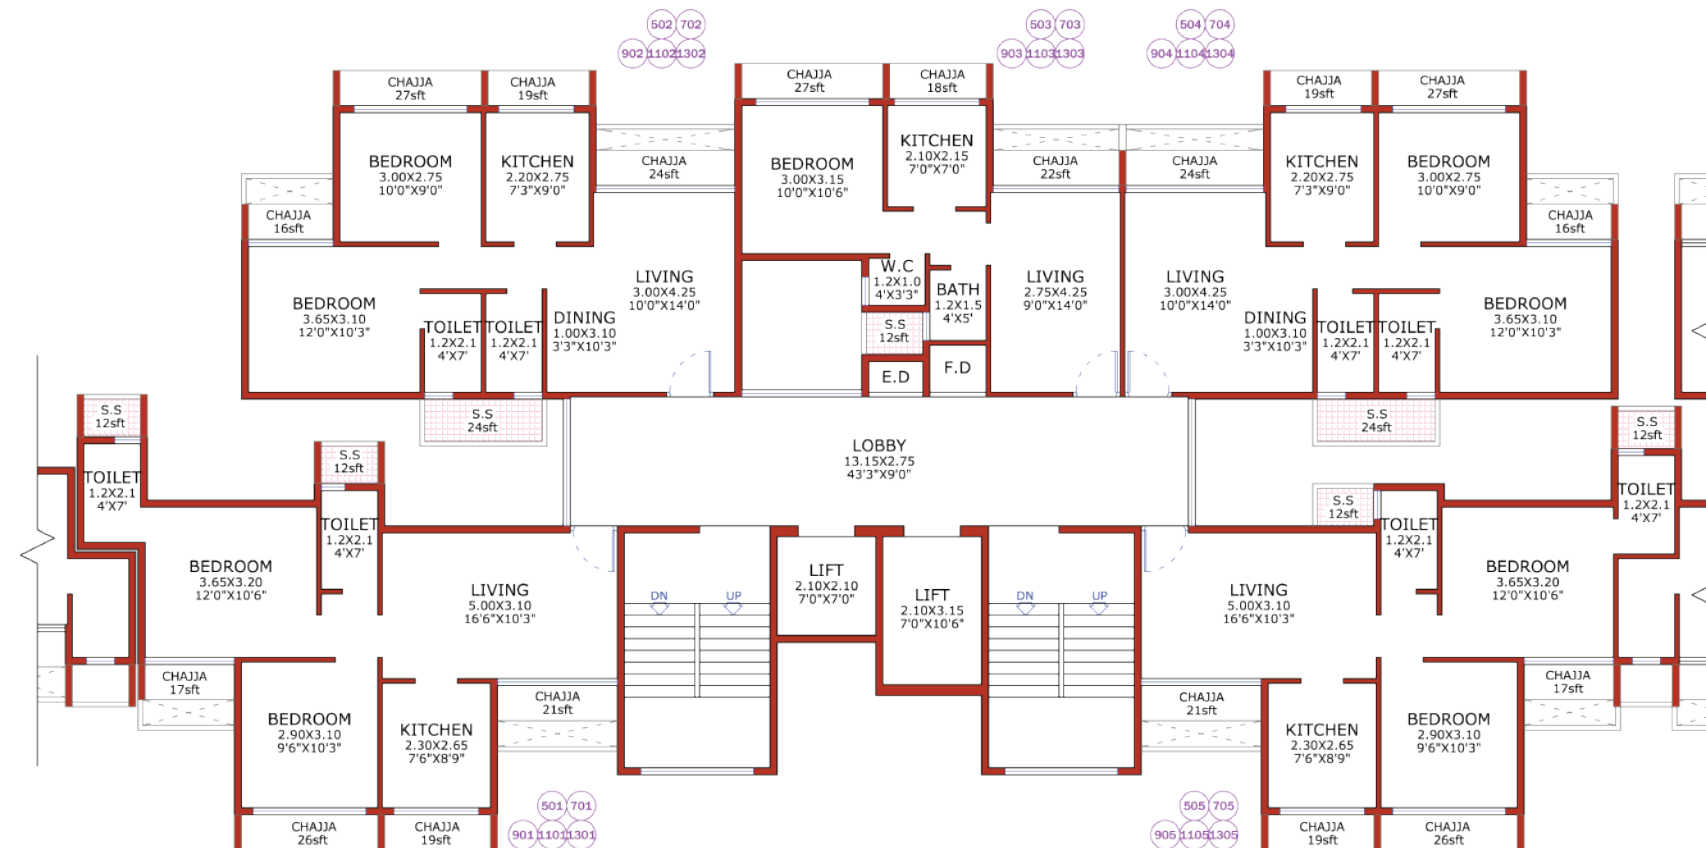 502 702
902 1102 1302
503 703
903 1103 1303
504 704
904 1104 1304
CHAJJA
27sft
CHAJJA
19sft
CHAJJA
27sft
CHAJJA
18sft
CHAJJA
19sft
CHAJJA
27sft
BEDROOM
3.00X2.75
10'0"X9'0"
KITCHEN
2.20X2.75
7'3"X9'0"
CHAJJA
24sft
BEDROOM
3.00X3.15
10'0"X10'6"
KITCHEN
2.10X2.15
7'0"X7'0"
CHAJJA
22sft
CHAJJA
24sft
KITCHEN
2.20X2.75
7'3"X9'0"
BEDROOM
3.00X2.75
10'0"X9'0"
CHAJJA
16sft
CHAJJA
16sft
BEDROOM
3.65X3.10
12'0"X10'3"
TOILET
1.2X2.1
4'X7'
TOILET
1.2X2.1
4'X7'
DINING
1.00X3.10
3'3"X10'3"
LIVING
3.00X4.25
10'0"X14'0"
W.C
1.2X1.0
4'X3'3"
BATH
1.2X1.5
4'X5'
S.S
12sft
E.D
F.D
LIVING
2.75X4.25
9'0"X14'0"
LIVING
3.00X4.25
10'0"X14'0"
DINING
1.00X3.10
3'3"X10'3"
TOILET
1.2X2.1
4'X7'
TOILET
1.2X2.1
4'X7'
BEDROOM
3.65X3.10
12'0"X10'3"
S.S
12sft
S.S
24sft
S.S
24sft
S.S
12sft
LOBBY
13.15X2.75
43'3"X9'0"
TOILET
1.2X2.1
4'X7'
S.S
12sft
TOILET
1.2X2.1
4'X7'
S.S
12sft
TOILET
1.2X2.1
4'X7'
TOILET
1.2X2.1
4'X7'
BEDROOM
3.65X3.20
12'0"X10'6"
LIVING
5.00X3.10
16'6"X10'3"
DN UP
LIFT
2.10X2.10
7'0"X7'0"
LIFT
2.10X3.15
7'0"X10'6"
DN UP
LIVING
5.00X3.10
16'6"X10'3"
BEDROOM
3.65X3.20
12'0"X10'6"
CHAJJA
17sft
CHAJJA
21sft
CHAJJA
21sft
CHAJJA
17sft
BEDROOM
2.90X3.10
9'6"X10'3"
KITCHEN
2.30X2.65
7'6"X8'9"
KITCHEN
2.30X2.65
7'6"X8'9"
BEDROOM
2.90X3.10
9'6"X10'3"
501 701
901 1101 1301
505 705
905 1105 1305
CHAJJA
26sft
CHAJJA
19sft
CHAJJA
19sft
CHAJJA
26sft